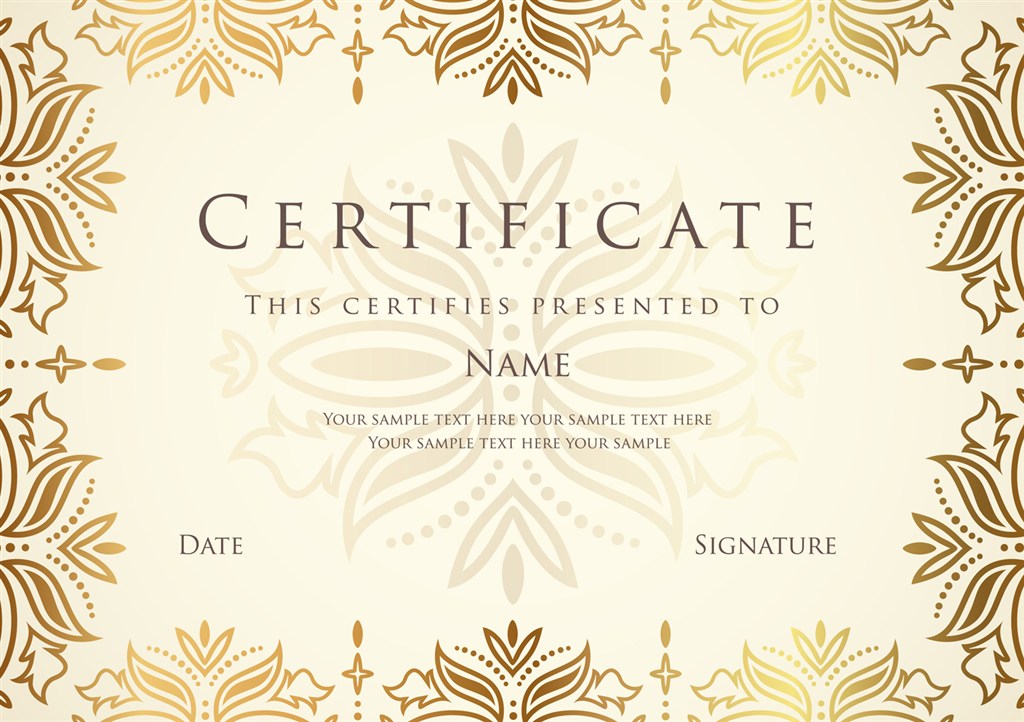 CERTIFICATE
THIS CERTIFIES PRESENTED TO
NAME
YOUR SAMPLE TEXT HERE YOUR SAMPLE TEXT HERE
YOUR SAMPLE TEXT HERE YOUR SAMPLE
DATE SIGNATURE